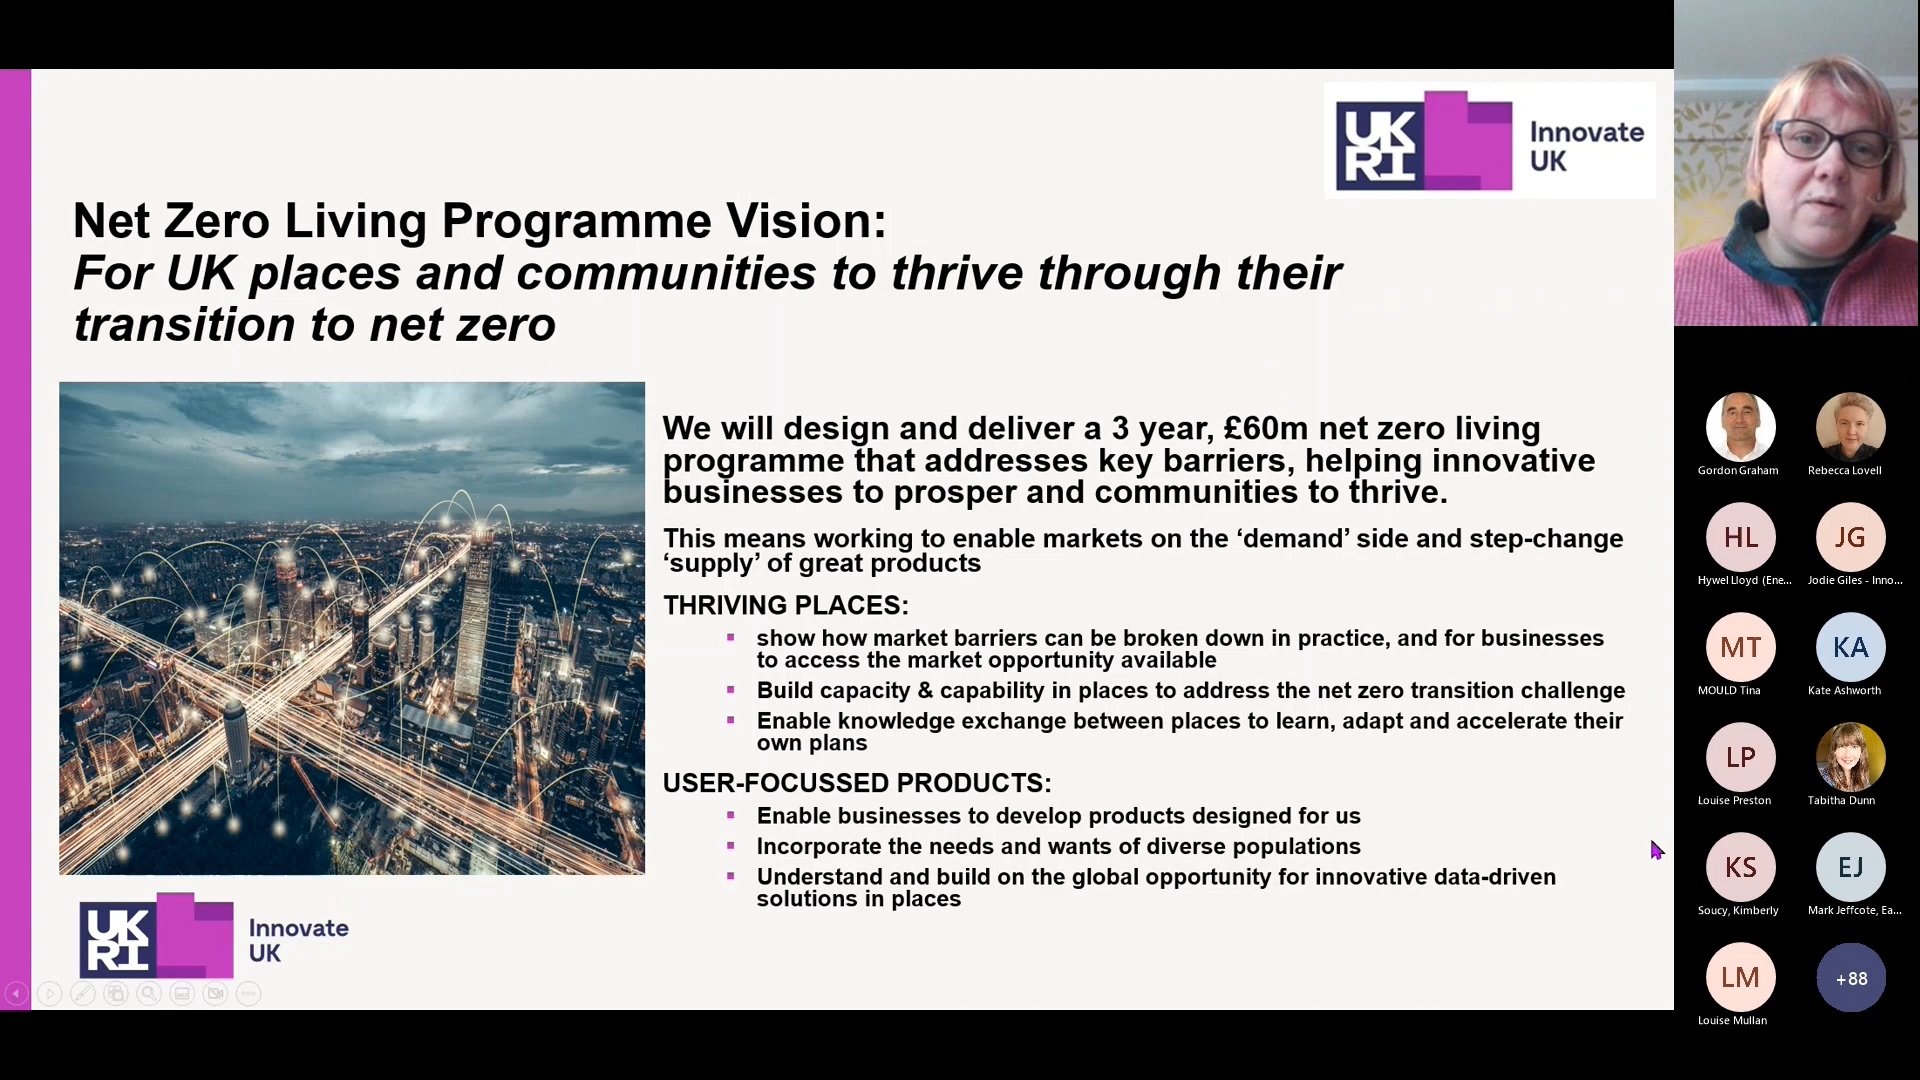 UK
RI
Innovate
UK
Net Zero Living Programme Vision:
For UK places and communities to thrive through their
transition to net zero
We will design and deliver a 3 year, £60m net zero living
programme that addresses key barriers, helping innovative
businesses to prosper and communities to thrive.
This means working to enable markets on the ‘demand’ side and step-change
‘supply’ of great products
THRIVING PLACES:
show how market barriers can be broken down in practice, and for businesses
to access the market opportunity available
Build capacity & capability in places to address the net zero transition challenge
Enable knowledge exchange between places to learn, adapt and accelerate their
own plans
USER-FOCUSSED PRODUCTS:
Enable businesses to develop products designed for us
Incorporate the needs and wants of diverse populations
Understand and build on the global opportunity for innovative data-driven
solutions in places
UK
RI
Innovate
UK
Gordon Graham
Rebecca Lovell
HL
JG
Hywel Lloyd (Ene...
Jodie Giles - Inno...
MT
KA
MOULD Tina
Kate Ashworth
LP
Louise Preston
Tabitha Dunn
KS
EJ
Soucy, Kimberly
Mark Jeffcote, Ea...
LM
+88
Louise Mullan